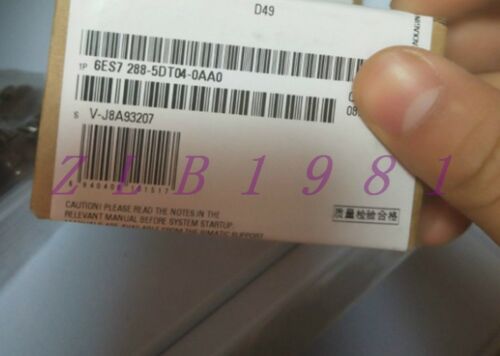 D49
1P 6ES7 288-5DT04-0AA0
S V-J8A93207
ZLB1981
CAUTION! PLEASE READ THE NOTES IN THE
RELEVANT MANUAL BEFORE SYSTEM STARTUP.
质量检验合格